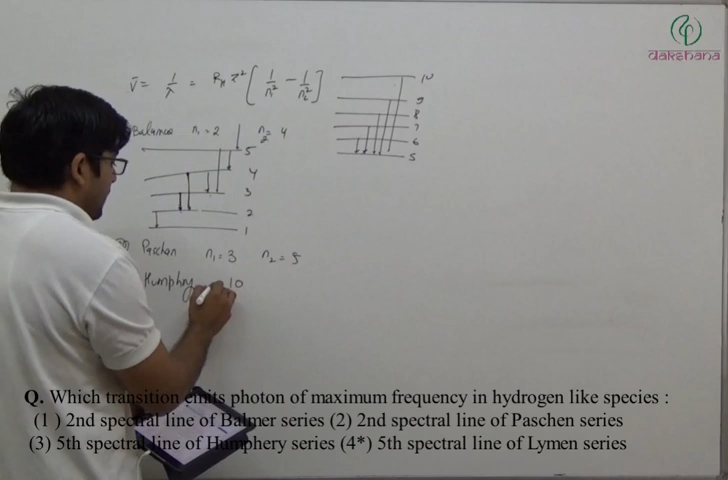 dakshana
ν̄ = 1/λ = R_H z² [ 1/n₁² − 1/n₂² ]
n₁ = 2 n₂ = 4
5
4
3
2
1
10
9
8
7
6
5
Paschen n₁ = 3 n₂ = 5
Humphry 10
Q. Which transition emits photon of maximum frequency in hydrogen like species :
(1 ) 2nd spectral line of Balmer series (2) 2nd spectral line of Paschen series
(3) 5th spectral line of Humphery series (4*) 5th spectral line of Lymen series